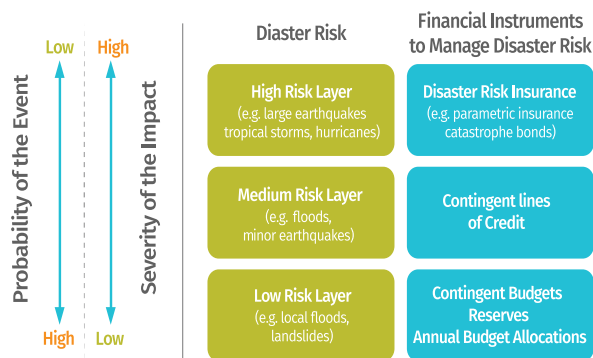 Diaster Risk
Financial Instruments
to Manage Disaster Risk
Low
High
Probability of the Event
Severity of the Impact
High
Low
High Risk Layer
(e.g. large earthquakes
tropical storms, hurricanes)
Disaster Risk Insurance
(e.g. parametric insurance
catastrophe bonds)
Medium Risk Layer
(e.g. floods,
minor earthquakes)
Contingent lines
of Credit
Low Risk Layer
(e.g. local floods,
landslides)
Contingent Budgets
Reserves
Annual Budget Allocations